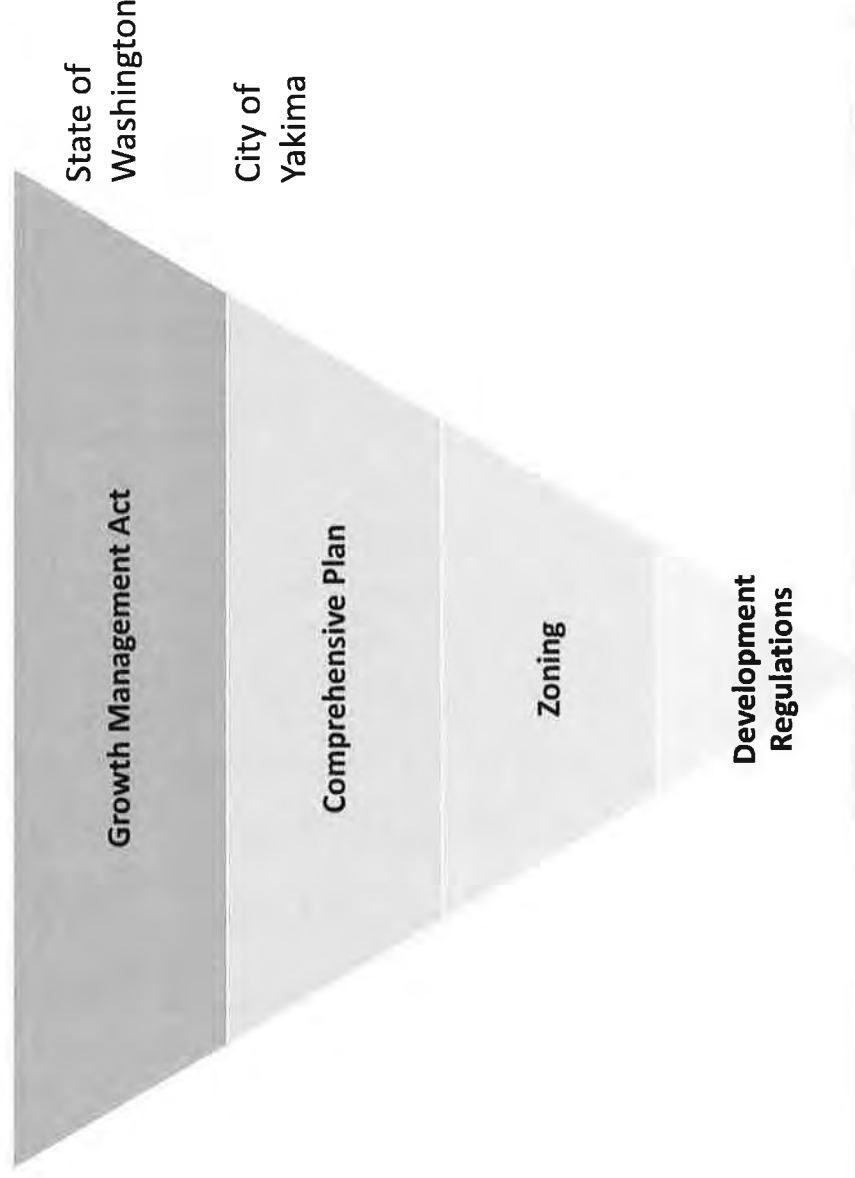 State of
Washington
City of
Yakima
Growth Management Act
Comprehensive Plan
Zoning
Development
Regulations